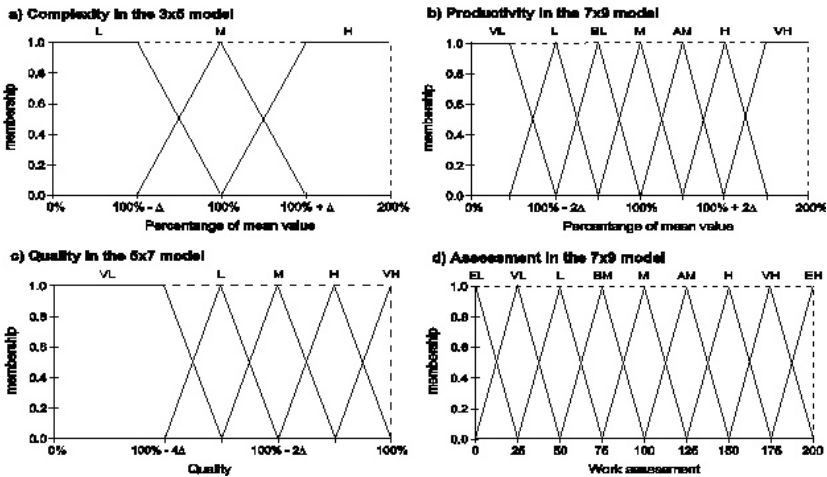 a) Complexity in the 3x5 model
L M H
1.0
0.8
0.6
0.4
0.2
0.0
membership
0% 100% - Δ 100% 100% + Δ 200%
Percentange of mean value
b) Productivity in the 7x9 model
VL L BL M AM H VH
1.0
0.8
0.6
0.4
0.2
0.0
membership
0% 100% - 2Δ 100% 100% + 2Δ 200%
Percentange of mean value
c) Quality in the 5x7 model
VL L M H VH
1.0
0.8
0.6
0.4
0.2
0.0
membership
0% 100% - 4Δ 100% - 2Δ 100%
Quality
d) Assessment in the 7x9 model
EL VL L BM M AM H VH EH
1.0
0.8
0.6
0.4
0.2
0.0
membership
0 25 50 75 100 125 150 175 200
Work assessment